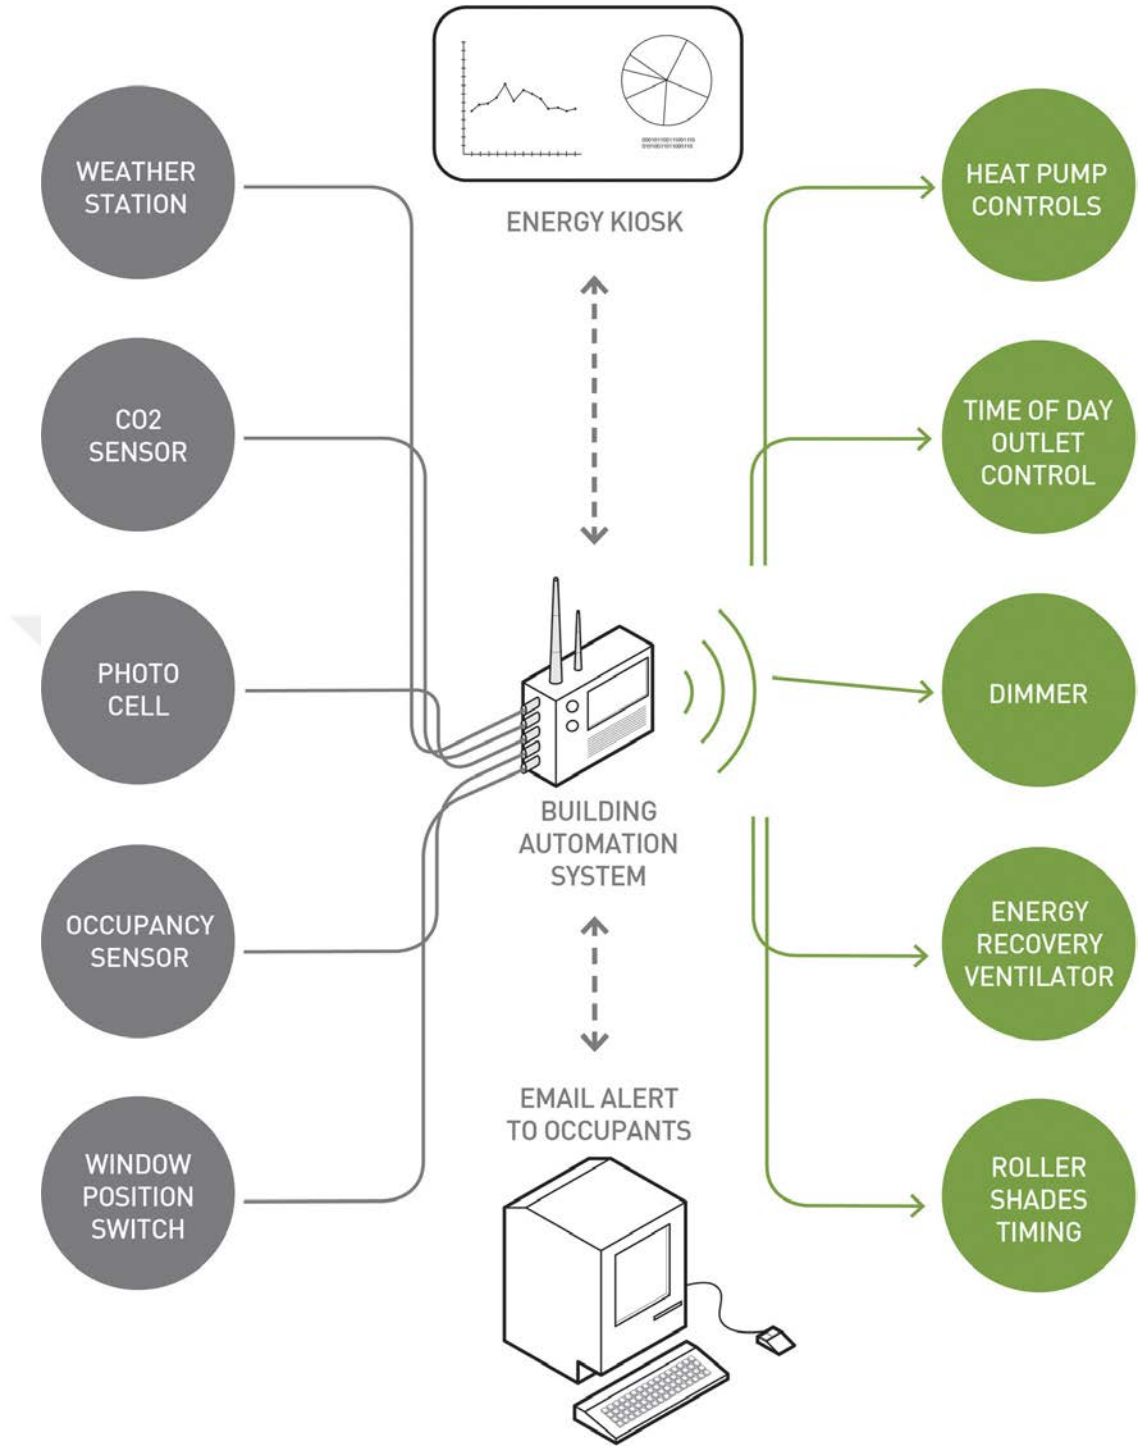 WEATHER
STATION
CO2
SENSOR
PHOTO
CELL
OCCUPANCY
SENSOR
WINDOW
POSITION
SWITCH
ENERGY KIOSK
BUILDING
AUTOMATION
SYSTEM
EMAIL ALERT
TO OCCUPANTS
HEAT PUMP
CONTROLS
TIME OF DAY
OUTLET
CONTROL
DIMMER
ENERGY
RECOVERY
VENTILATOR
ROLLER
SHADES
TIMING